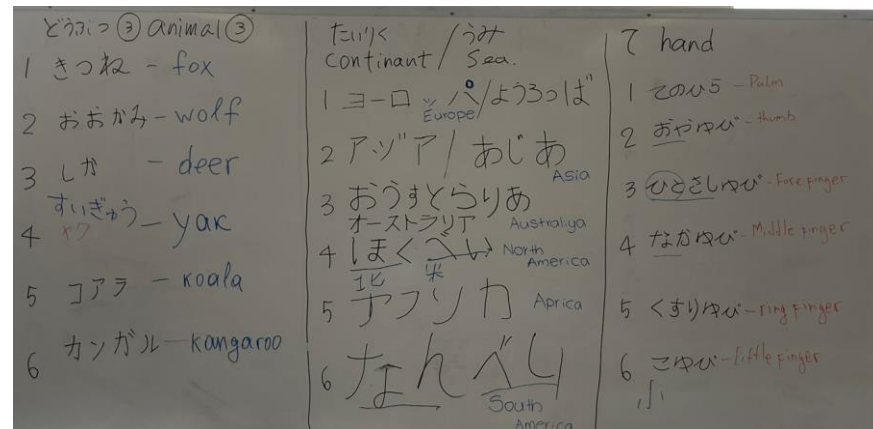 どうぶつ ③ animal ③
1 きつね - fox
2 おおかみ - wolf
3 しか - deer
すいぎゅう - yak
4 ヤク
5 コアラ - koala
6 カンガルー kangaroo
たいりく / うみ
continant / Sea.
1 ヨーロッパ/ようろっぱ
Europe
2 アヅア / あじあ
Asia
3 おうすとらりあ
オーストラリア Australiya
4 しほくべい North America
北 米
5 アフリカ Aprica
6 なんべい
South
America
て hand
1 てのひら - Palm
2 おやゆび - thumb
3 ひとさしゆび - Forepinger
4 なかゆび - Middle pinger
5 くすりゆび - ring pinger
6 こゆび - little pinger
小